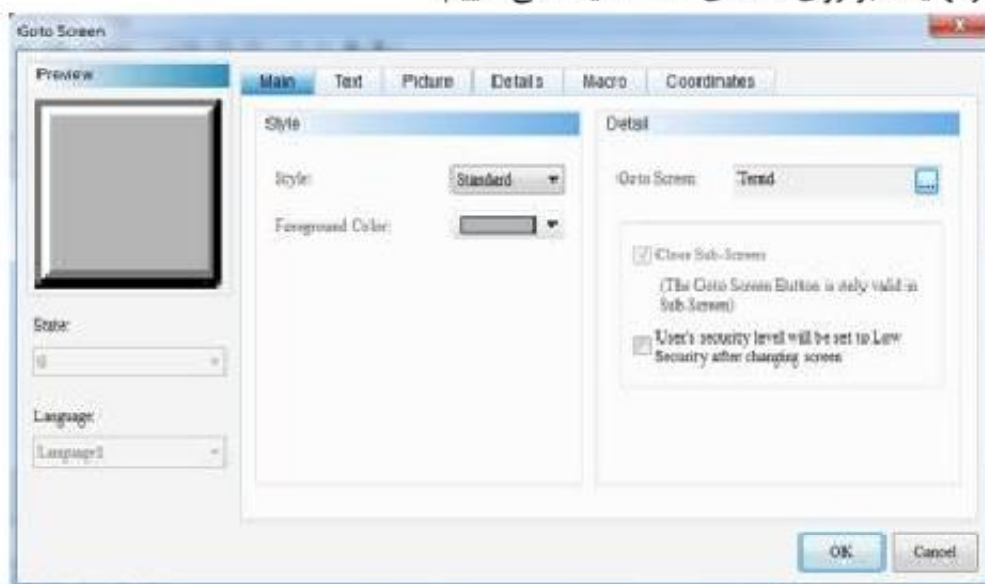 Goto Screen
Preview
Main Text Picture Details Macro Coordinates
Style
Detail
Style: Standard
Goto Screen
Foreground Color:
Close Sub-Screen
(The Goto Screen Button is only valid in
Sub Screen)
User's security level will be set to Low
Security after changing screen
State:
0
Language:
Language1
OK Cancel